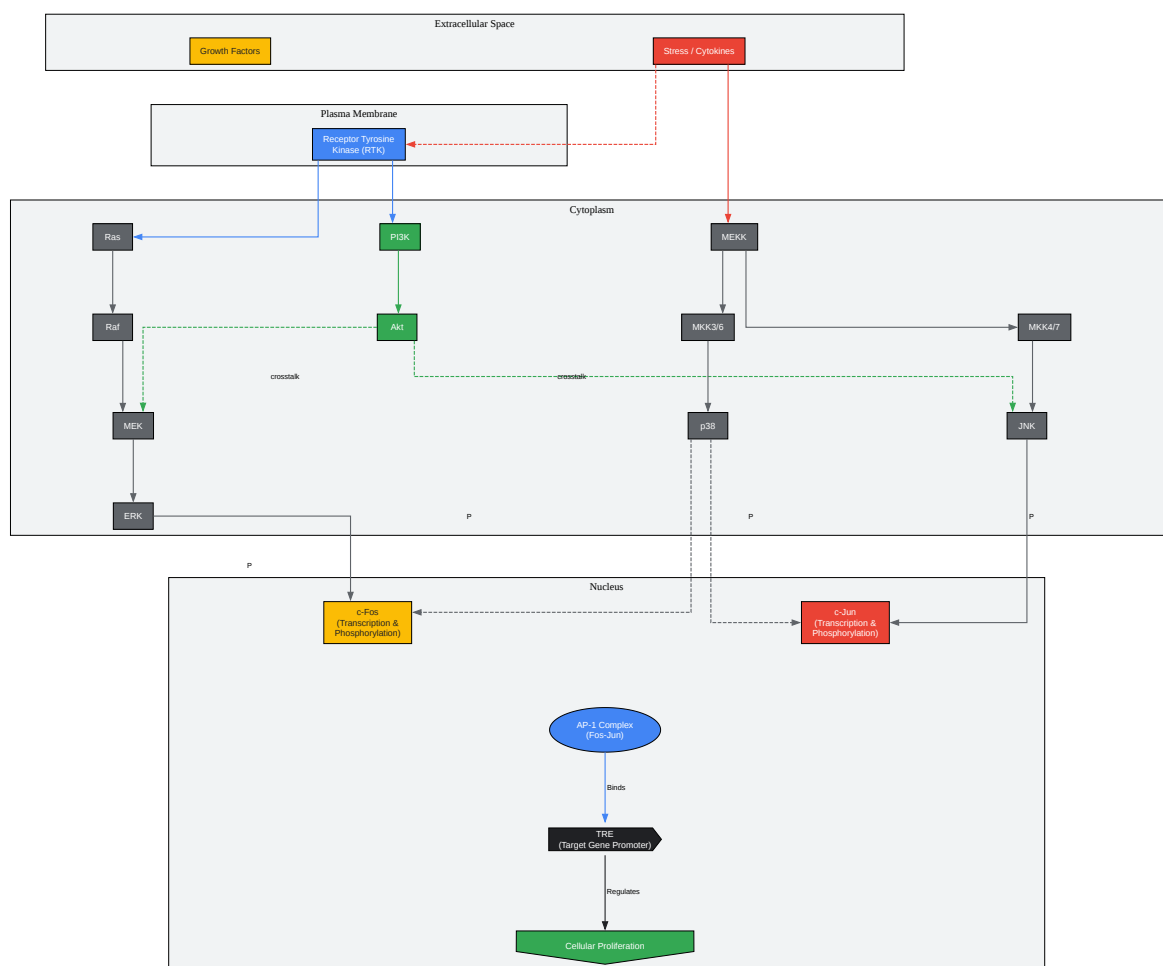 Extracellular Space
Growth Factors
Stress / Cytokines
Plasma Membrane
Receptor Tyrosine
Kinase (RTK)
Cytoplasm
Ras
PI3K
MEKK
Raf
Akt
MKK3/6
MKK4/7
crosstalk
crosstalk
MEK
p38
JNK
ERK
P
P
P
P
Nucleus
c-Fos
(Transcription &
Phosphorylation)
c-Jun
(Transcription &
Phosphorylation)
AP-1 Complex
(Fos-Jun)
Binds
TRE
(Target Gene Promoter)
Regulates
Cellular Proliferation